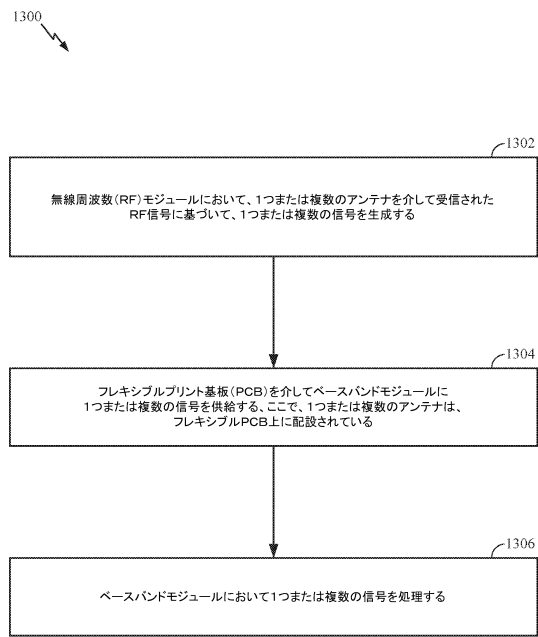 1300
1302
無線周波数(RF)モジュールにおいて、1つまたは複数のアンテナを介して受信された
RF信号に基づいて、1つまたは複数の信号を生成する
1304
フレキシブルプリント基板(PCB)を介してベースバンドモジュールに
1つまたは複数の信号を供給する、ここで、1つまたは複数のアンテナは、
フレキシブルPCB上に配設されている
1306
ベースバンドモジュールにおいて1つまたは複数の信号を処理する